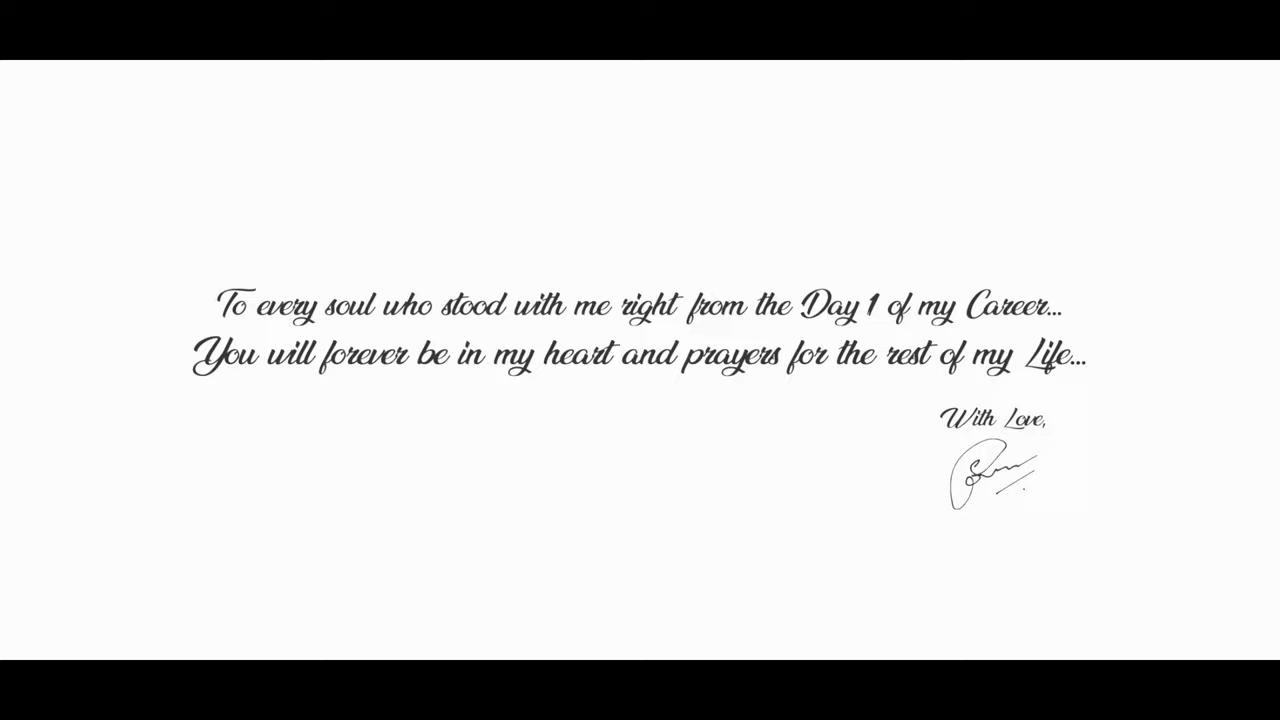 To every soul who stood with me right from the Day 1 of my Career...
You will forever be in my heart and prayers for the rest of my Life...
With Love,